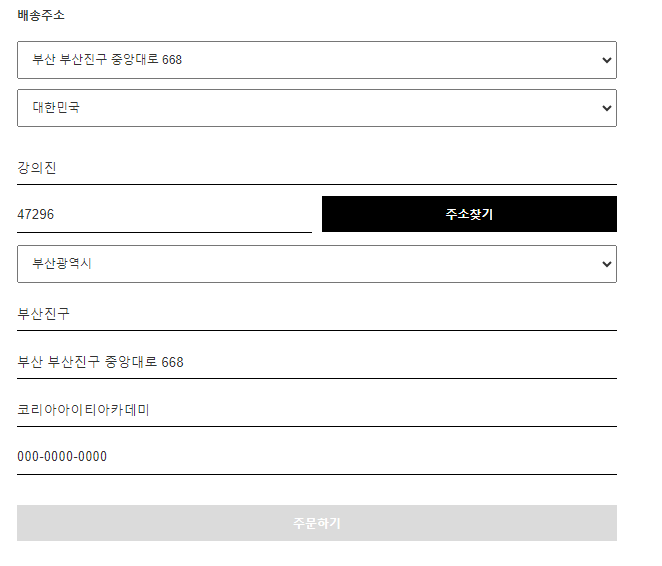 배송주소
부산 부산진구 중앙대로 668
대한민국
강의진
47296 주소찾기
부산광역시
부산진구
부산 부산진구 중앙대로 668
코리아아이티아카데미
000-0000-0000
주문하기